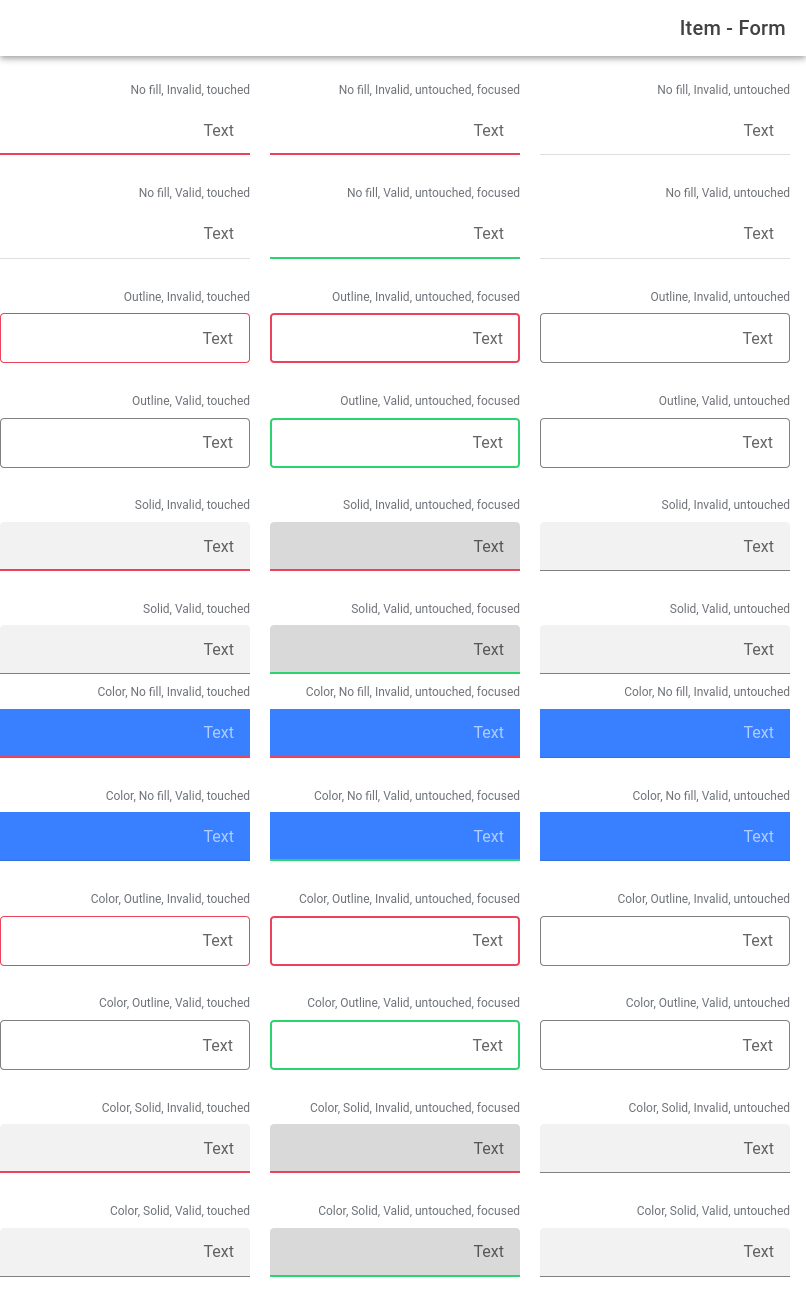 Item - Form
No fill, Invalid, touched
No fill, Invalid, untouched, focused
No fill, Invalid, untouched
Text
Text
Text
No fill, Valid, touched
No fill, Valid, untouched, focused
No fill, Valid, untouched
Text
Text
Text
Outline, Invalid, touched
Outline, Invalid, untouched, focused
Outline, Invalid, untouched
Text
Text
Text
Outline, Valid, touched
Outline, Valid, untouched, focused
Outline, Valid, untouched
Text
Text
Text
Solid, Invalid, touched
Solid, Invalid, untouched, focused
Solid, Invalid, untouched
Text
Text
Text
Solid, Valid, touched
Solid, Valid, untouched, focused
Solid, Valid, untouched
Text
Text
Text
Color, No fill, Invalid, touched
Color, No fill, Invalid, untouched, focused
Color, No fill, Invalid, untouched
Text
Text
Text
Color, No fill, Valid, touched
Color, No fill, Valid, untouched, focused
Color, No fill, Valid, untouched
Text
Text
Text
Color, Outline, Invalid, touched
Color, Outline, Invalid, untouched, focused
Color, Outline, Invalid, untouched
Text
Text
Text
Color, Outline, Valid, touched
Color, Outline, Valid, untouched, focused
Color, Outline, Valid, untouched
Text
Text
Text
Color, Solid, Invalid, touched
Color, Solid, Invalid, untouched, focused
Color, Solid, Invalid, untouched
Text
Text
Text
Color, Solid, Valid, touched
Color, Solid, Valid, untouched, focused
Color, Solid, Valid, untouched
Text
Text
Text